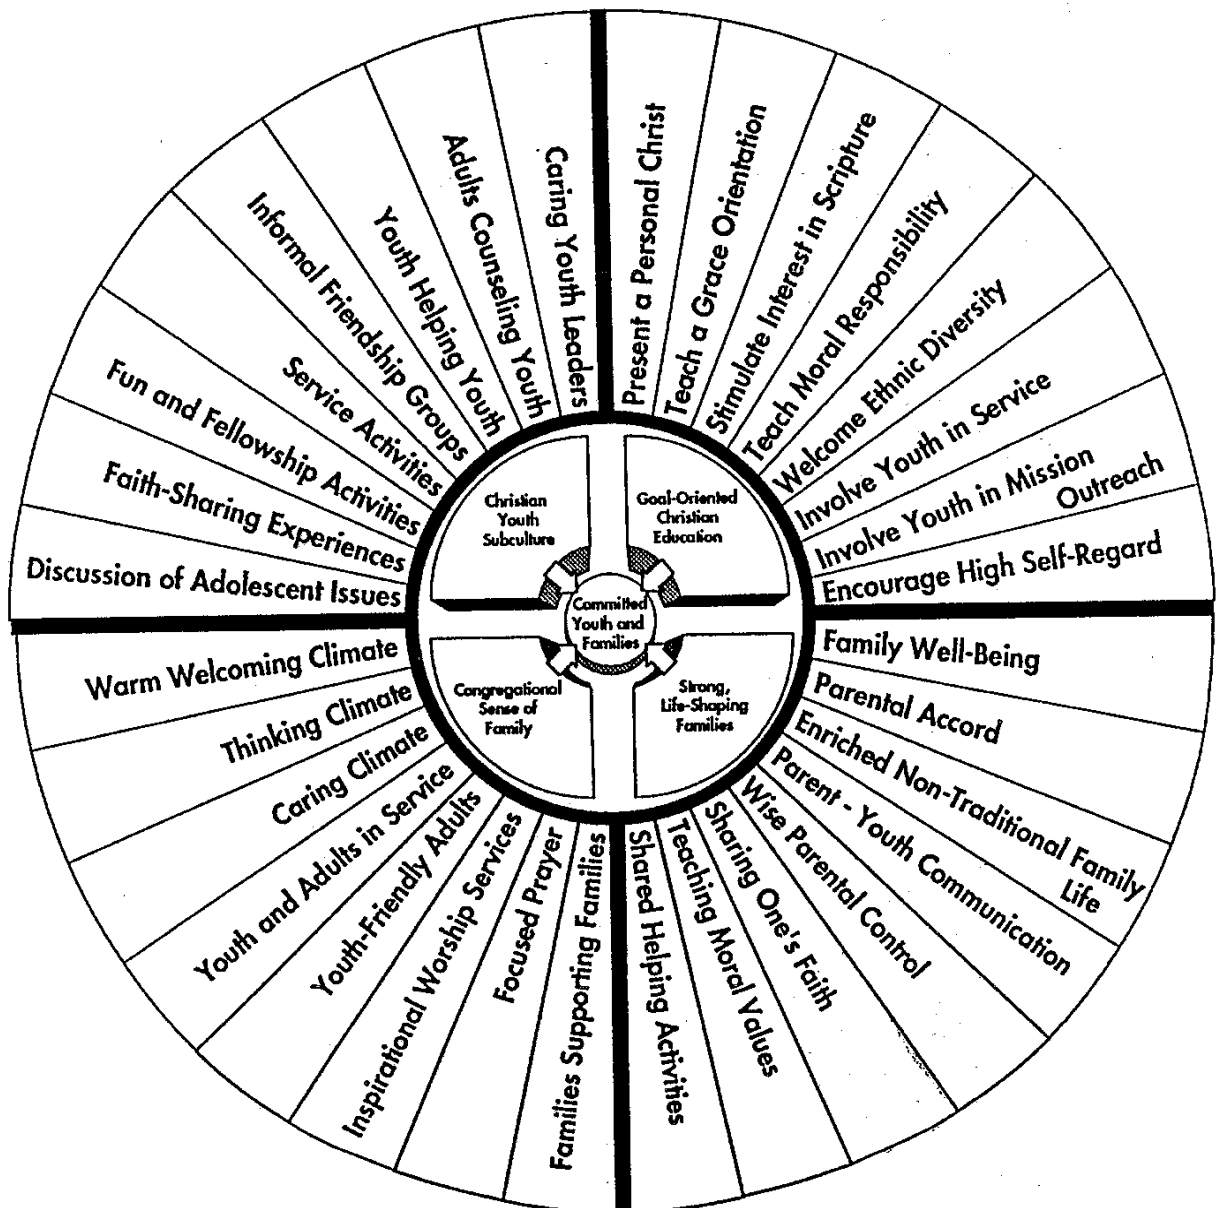 Present a Personal Christ
Teach a Grace Orientation
Stimulate Interest in Scripture
Teach Moral Responsibility
Welcome Ethnic Diversity
Involve Youth in Service
Involve Youth in Mission
Outreach
Encourage High Self-Regard
Family Well-Being
Parental Accord
Enriched Non-Traditional Family
Life
Parent - Youth Communication
Wise Parental Control
Sharing One's Faith
Teaching Moral Values
Shared Helping Activities
Families Supporting Families
Focused Prayer
Inspirational Worship Services
Youth-Friendly Adults
Youth and Adults in Service
Caring Climate
Thinking Climate
Warm Welcoming Climate
Discussion of Adolescent Issues
Faith-Sharing Experiences
Fun and Fellowship Activities
Service Activities
Informal Friendship Groups
Youth Helping Youth
Adults Counseling Youth
Caring Youth Leaders
Christian
Youth
Subculture
Goal-Oriented
Christian
Education
Committed
Youth and
Families
Congregational
Sense of
Family
Strong,
Life-Shaping
Families